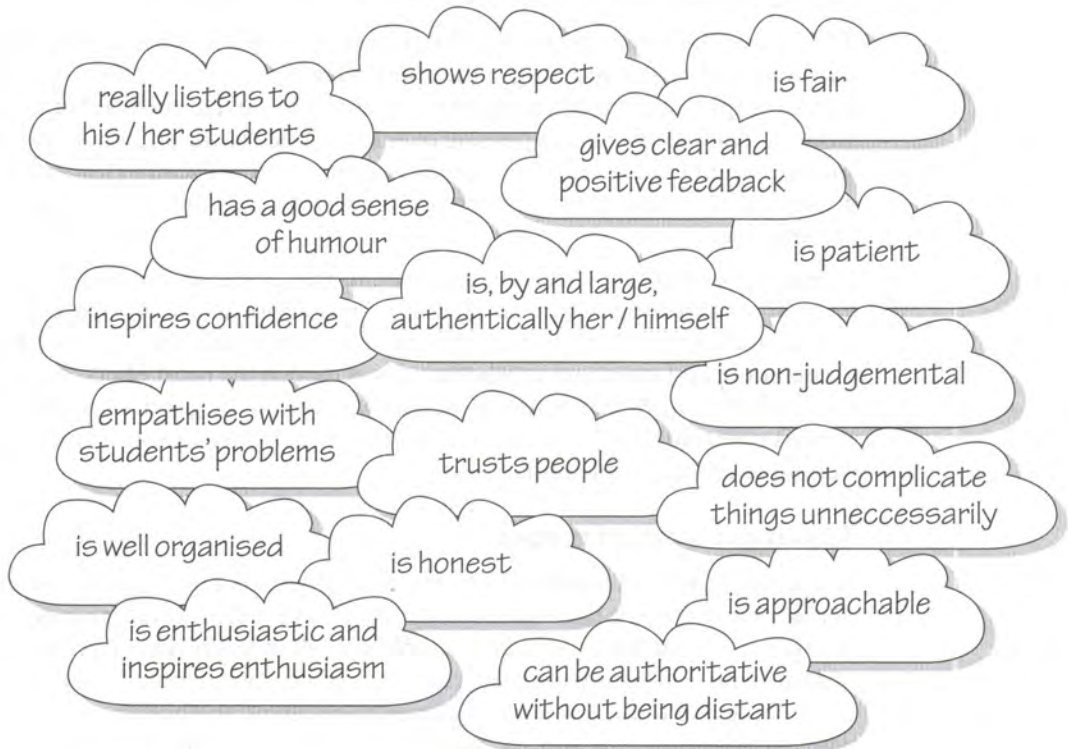 really listens to
his / her students
shows respect
is fair
gives clear and
positive feedback
has a good sense
of humour
is patient
is, by and large,
authentically her / himself
inspires confidence
is non-judgemental
empathises with
students' problems
trusts people
does not complicate
things unneccessarily
is well organised
is honest
is approachable
is enthusiastic and
inspires enthusiasm
can be authoritative
without being distant